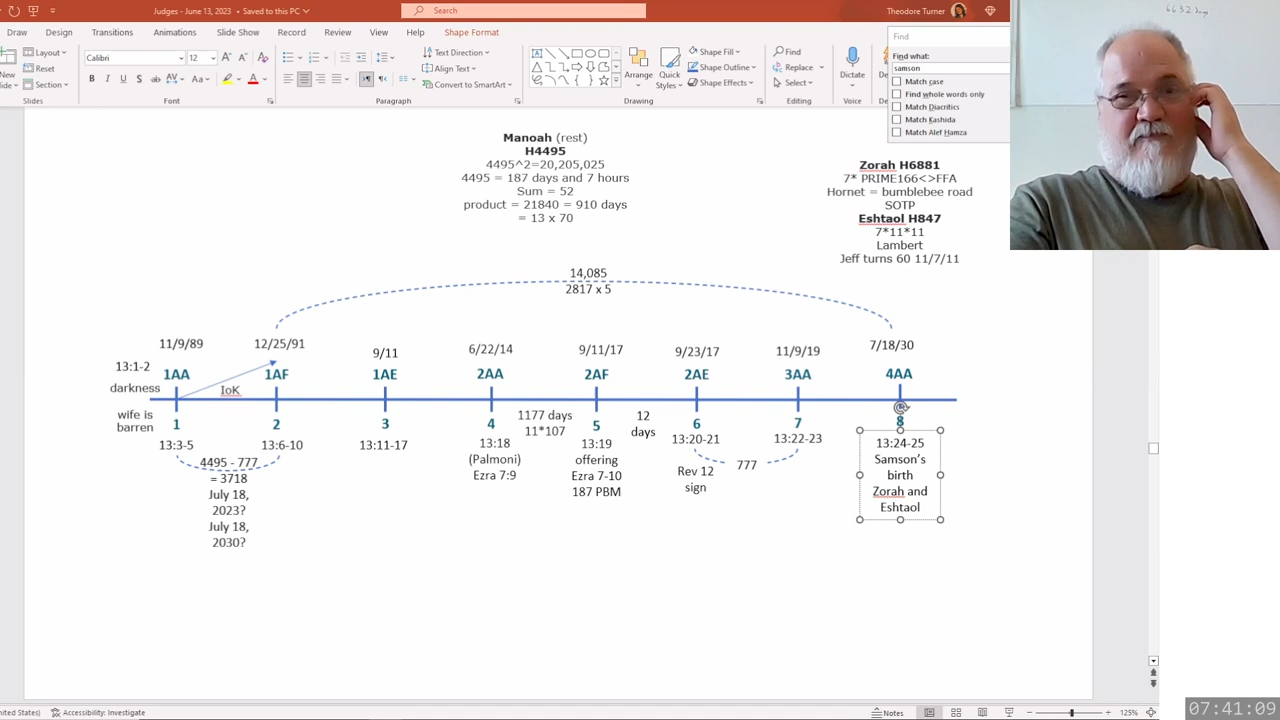 Judges - June 13, 2023 • Saved to this PC
Search
Theodore Turner
Draw Design Transitions Animations Slide Show Record Review View Help Shape Format
New
Slide
Layout
Reset
Section
Slides
Calibri 12
B I U S
Font
Paragraph
Text Direction
Align Text
Convert to SmartArt
Arrange
Quick
Styles
Shape Fill
Shape Outline
Shape Effects
Drawing
Find
Replace
Select
Editing
Dictate
Voice
Find
Find what:
samson
Match case
Find whole words only
Match Diacritics
Match Kashida
Match Alef Hamza
6632 Days
Manoah (rest)
H4495
4495^2=20,205,025
4495 = 187 days and 7 hours
Sum = 52
product = 21840 = 910 days
= 13 x 70
Zorah H6881
7* PRIME166<>FFA
Hornet = bumblebee road
SOTP
Eshtaol H847
7*11*11
Lambert
Jeff turns 60 11/7/11
14,085
2817 x 5
11/9/89 12/25/91 9/11 6/22/14 9/11/17 9/23/17 11/9/19 7/18/30
13:1-2
darkness
1AA 1AF 1AE 2AA 2AF 2AE 3AA 4AA
IoK
wife is
barren
1 2 3 4 5 6 7 8
1177 days
11*107
12
days
13:3-5 13:6-10 13:11-17
13:18
(Palmoni)
Ezra 7:9
13:19
offering
Ezra 7-10
187 PBM
13:20-21
Rev 12
sign
777
13:22-23
13:24-25
Samson's
birth
Zorah and
Eshtaol
4495 - 777
= 3718
July 18,
2023?
July 18,
2030?
United States)
Accessibility: Investigate
Notes
125%
07:41:09